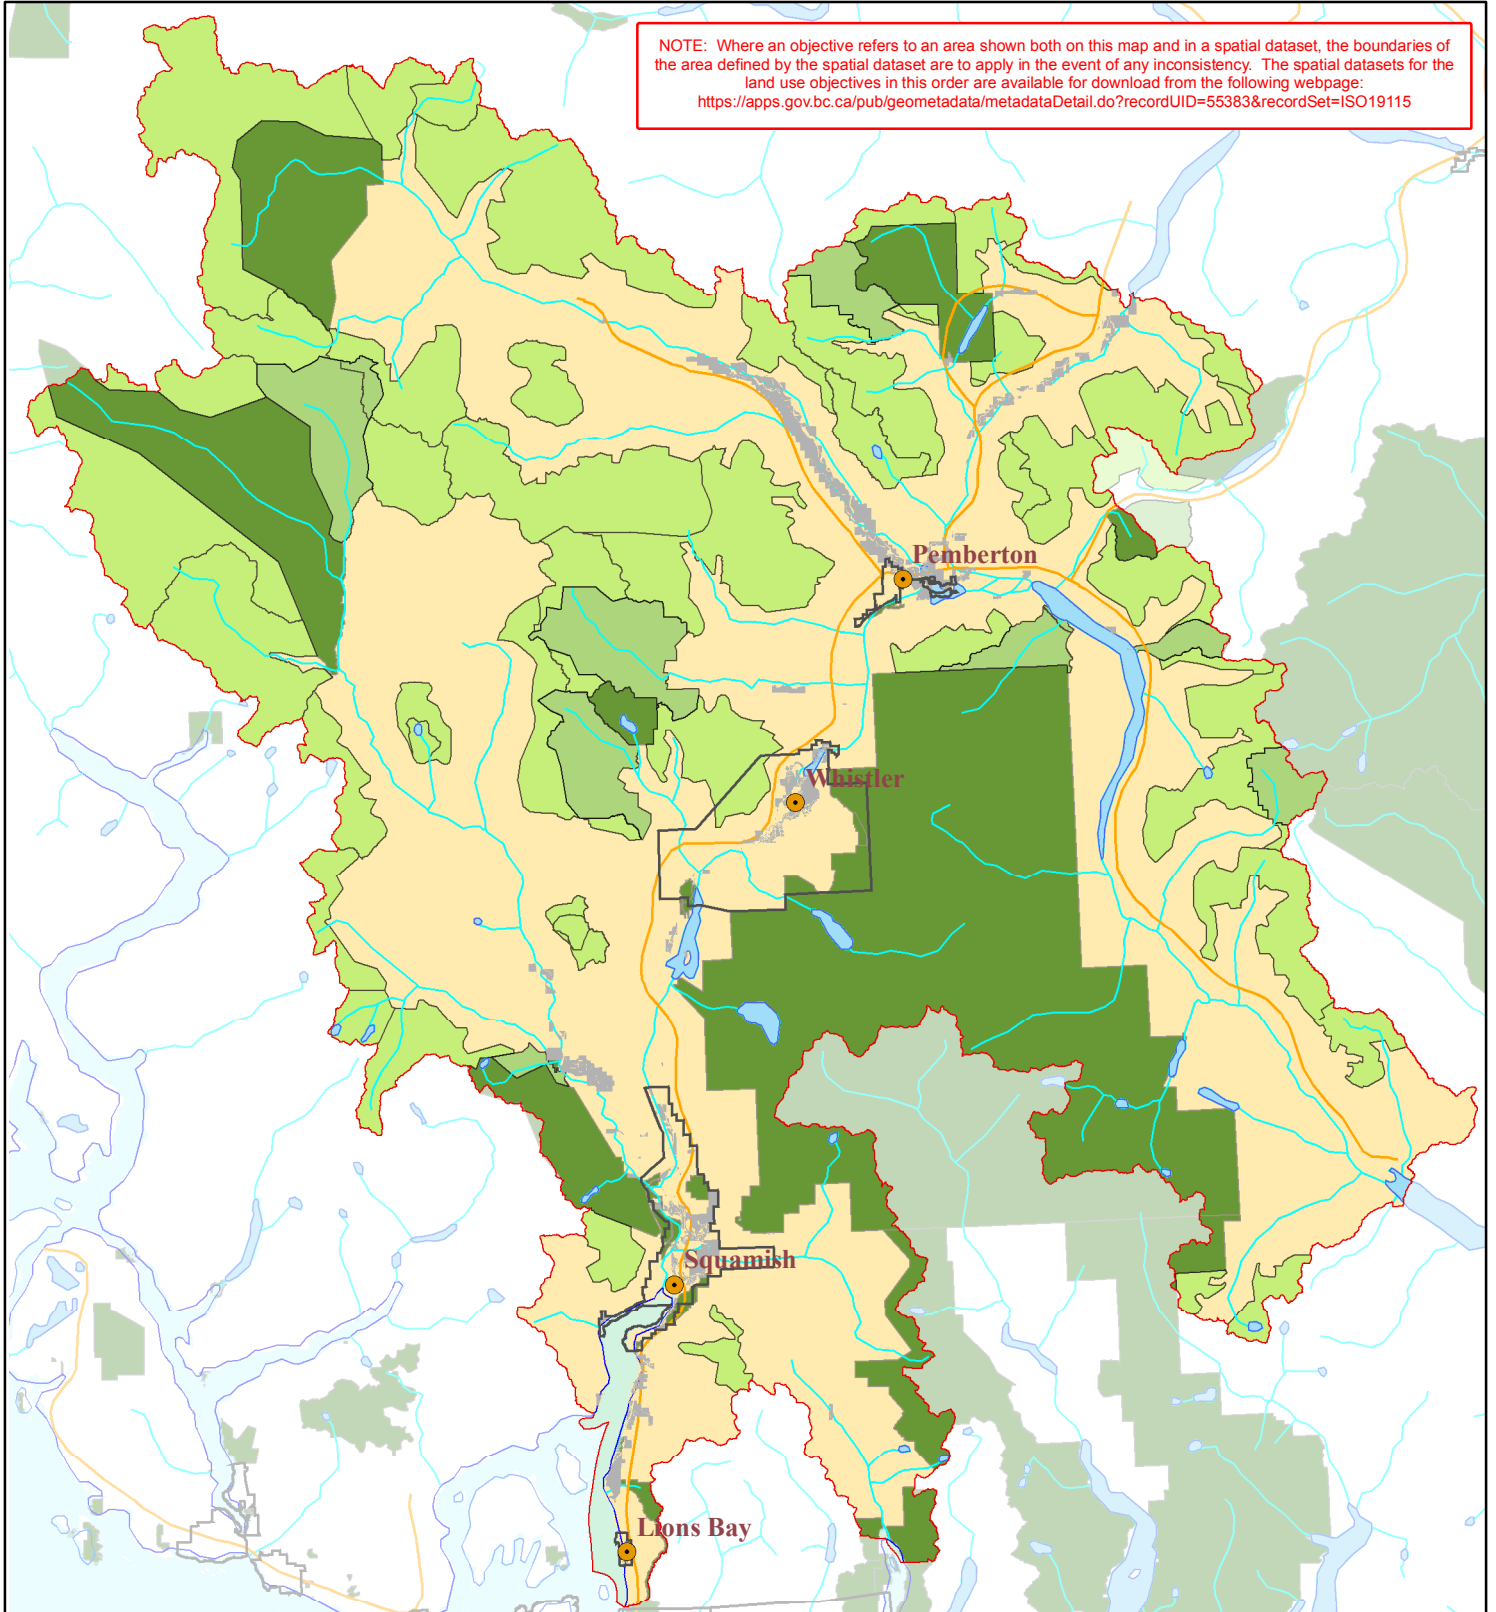 NOTE: Where an objective refers to an area shown both on this map and in a spatial dataset, the boundaries of
the area defined by the spatial dataset are to apply in the event of any inconsistency. The spatial datasets for the
land use objectives in this order are available for download from the following webpage:
https://apps.gov.bc.ca/pub/geometadata/metadataDetail.do?recordUID=55383&recordSet=ISO19115
Pemberton
Whistler
Squamish
Lions Bay